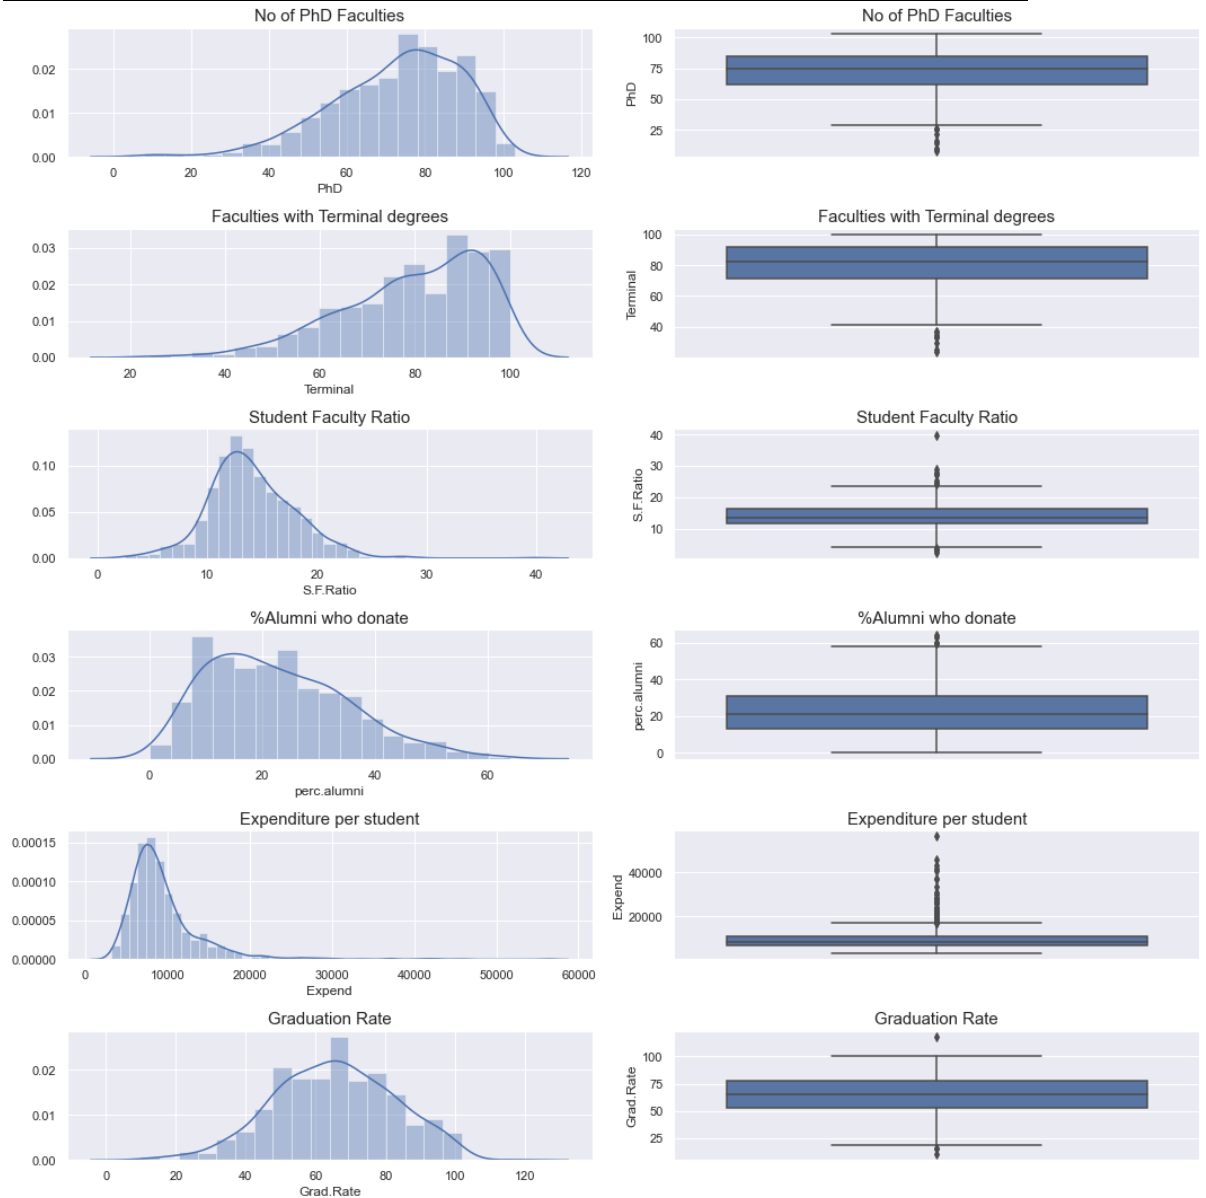 No of PhD Faculties
0.02
0.01
0.00
0 20 40 60 80 100 120
PhD
No of PhD Faculties
100
75
50
25
PhD
Faculties with Terminal degrees
0.03
0.02
0.01
0.00
20 40 60 80 100
Terminal
Faculties with Terminal degrees
100
80
60
40
Terminal
Student Faculty Ratio
0.10
0.05
0.00
0 10 20 30 40
S.F.Ratio
Student Faculty Ratio
40
30
20
10
S.F.Ratio
%Alumni who donate
0.03
0.02
0.01
0.00
0 20 40 60
perc.alumni
%Alumni who donate
60
40
20
0
perc.alumni
Expenditure per student
0.00015
0.00010
0.00005
0.00000
0 10000 20000 30000 40000 50000 60000
Expend
Expenditure per student
40000
20000
Expend
Graduation Rate
0.02
0.01
0.00
0 20 40 60 80 100 120
Grad.Rate
Graduation Rate
100
75
50
25
Grad.Rate